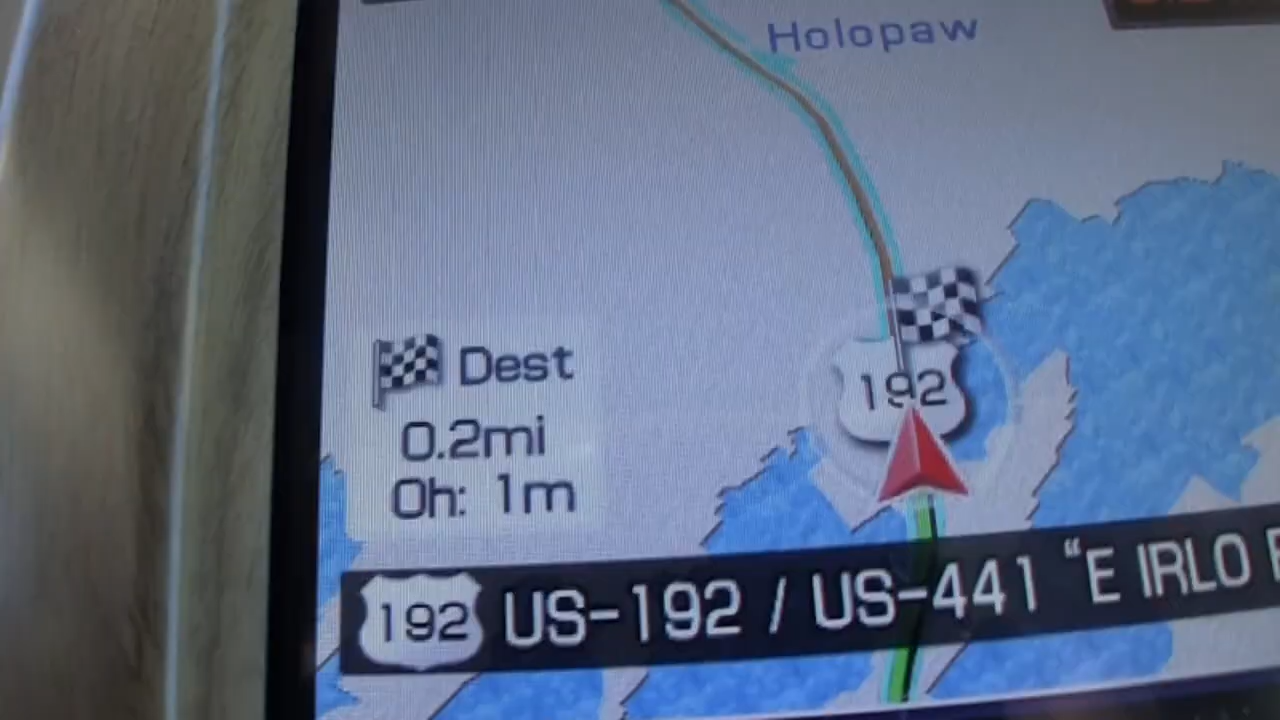 Holopaw
192
Dest
0.2mi
0h: 1m
192 US-192 / US-441 "E IRLO